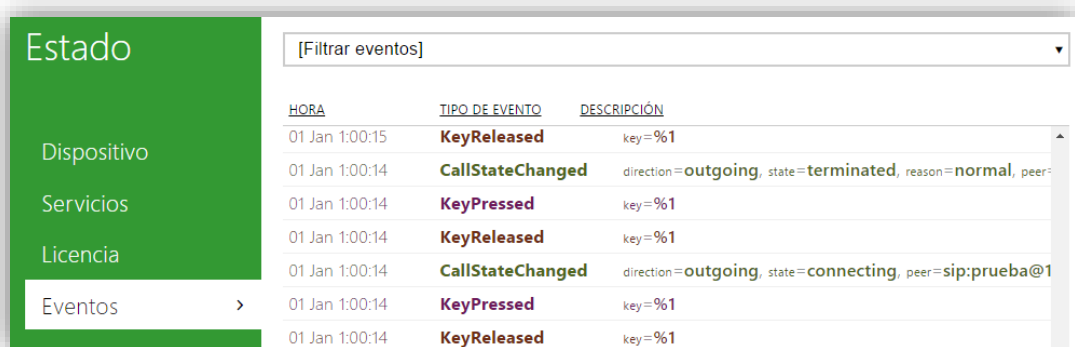 Estado
[Filtrar eventos]
HORA TIPO DE EVENTO DESCRIPCIÓN
01 Jan 1:00:15 KeyReleased key=%1
Dispositivo
01 Jan 1:00:14 CallStateChanged direction=outgoing, state=terminated, reason=normal, peer=
Servicios
01 Jan 1:00:14 KeyPressed key=%1
01 Jan 1:00:14 KeyReleased key=%1
Licencia
01 Jan 1:00:14 CallStateChanged direction=outgoing, state=connecting, peer=sip:prueba@1
Eventos >
01 Jan 1:00:14 KeyPressed key=%1
01 Jan 1:00:14 KeyReleased key=%1